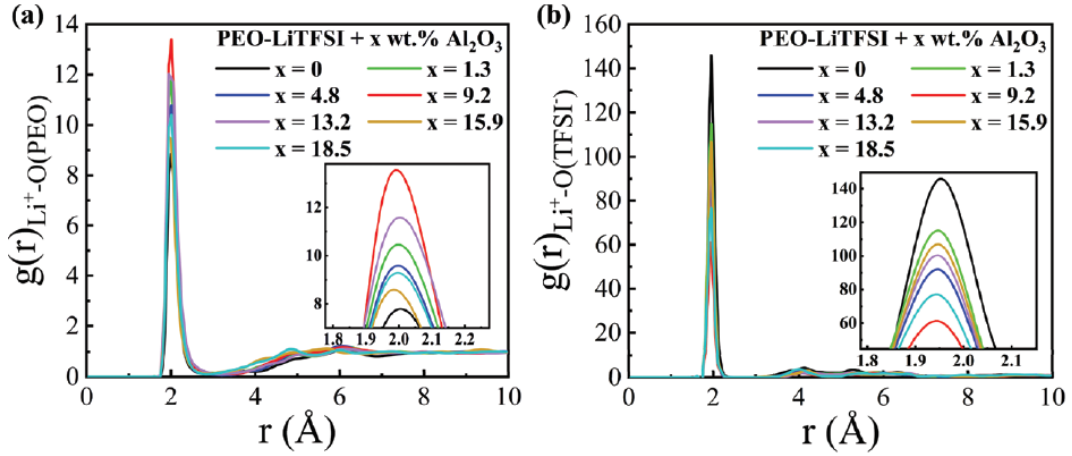 (a)
PEO-LiTFSI + x wt.% Al₂O₃
x = 0 x = 1.3
x = 4.8 x = 9.2
x = 13.2 x = 15.9
x = 18.5
g(r)Li⁺-O(PEO)
14
12
10
8
6
4
2
0
13
12
11
10
9
8
1.8 1.9 2.0 2.1 2.2
0 2 4 6 8 10
r (Å)
(b)
PEO-LiTFSI + x wt.% Al₂O₃
x = 0 x = 1.3
x = 4.8 x = 9.2
x = 13.2 x = 15.9
x = 18.5
g(r)Li⁺-O(TFSI⁻)
160
140
120
100
80
60
40
20
0
140
120
100
80
60
1.8 1.9 2.0 2.1
0 2 4 6 8 10
r (Å)